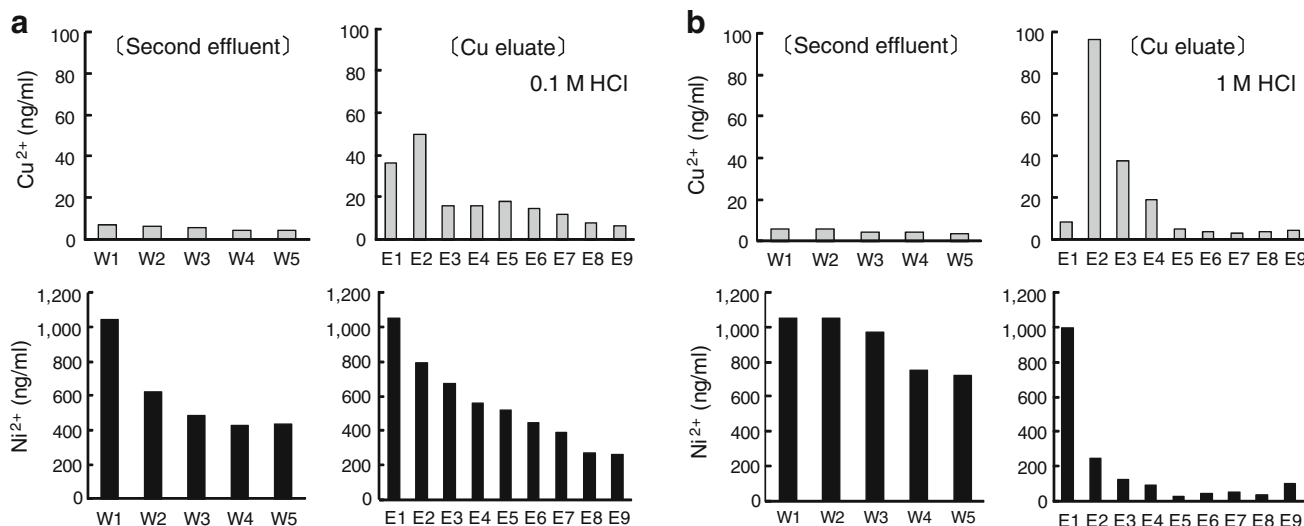 a
〔Second effluent〕
Cu2+ (ng/ml)
100
80
60
40
20
0
W1 W2 W3 W4 W5
〔Cu eluate〕
0.1 M HCl
100
80
60
40
20
0
E1 E2 E3 E4 E5 E6 E7 E8 E9
Ni2+ (ng/ml)
1,200
1,000
800
600
400
200
0
W1 W2 W3 W4 W5
1,200
1,000
800
600
400
200
0
E1 E2 E3 E4 E5 E6 E7 E8 E9
b
〔Second effluent〕
Cu2+ (ng/ml)
100
80
60
40
20
0
W1 W2 W3 W4 W5
〔Cu eluate〕
1 M HCl
100
80
60
40
20
0
E1 E2 E3 E4 E5 E6 E7 E8 E9
Ni2+ (ng/ml)
1,200
1,000
800
600
400
200
0
W1 W2 W3 W4 W5
1,200
1,000
800
600
400
200
0
E1 E2 E3 E4 E5 E6 E7 E8 E9